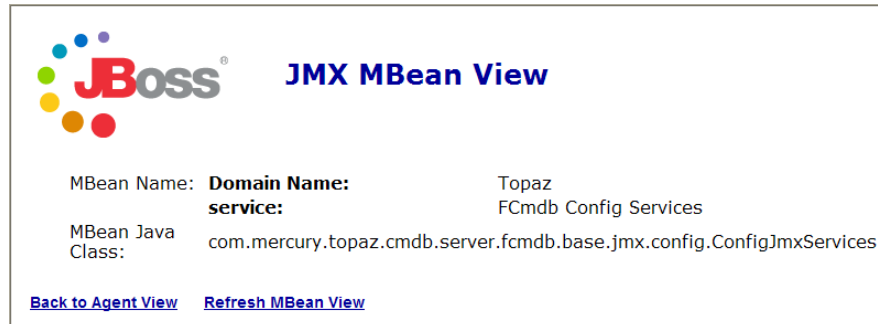 JBoss®
JMX MBean View
MBean Name: Domain Name: Topaz
service: FCmdb Config Services
MBean Java
Class: com.mercury.topaz.cmdb.server.fcmdb.base.jmx.config.ConfigJmxServices
Back to Agent View Refresh MBean View